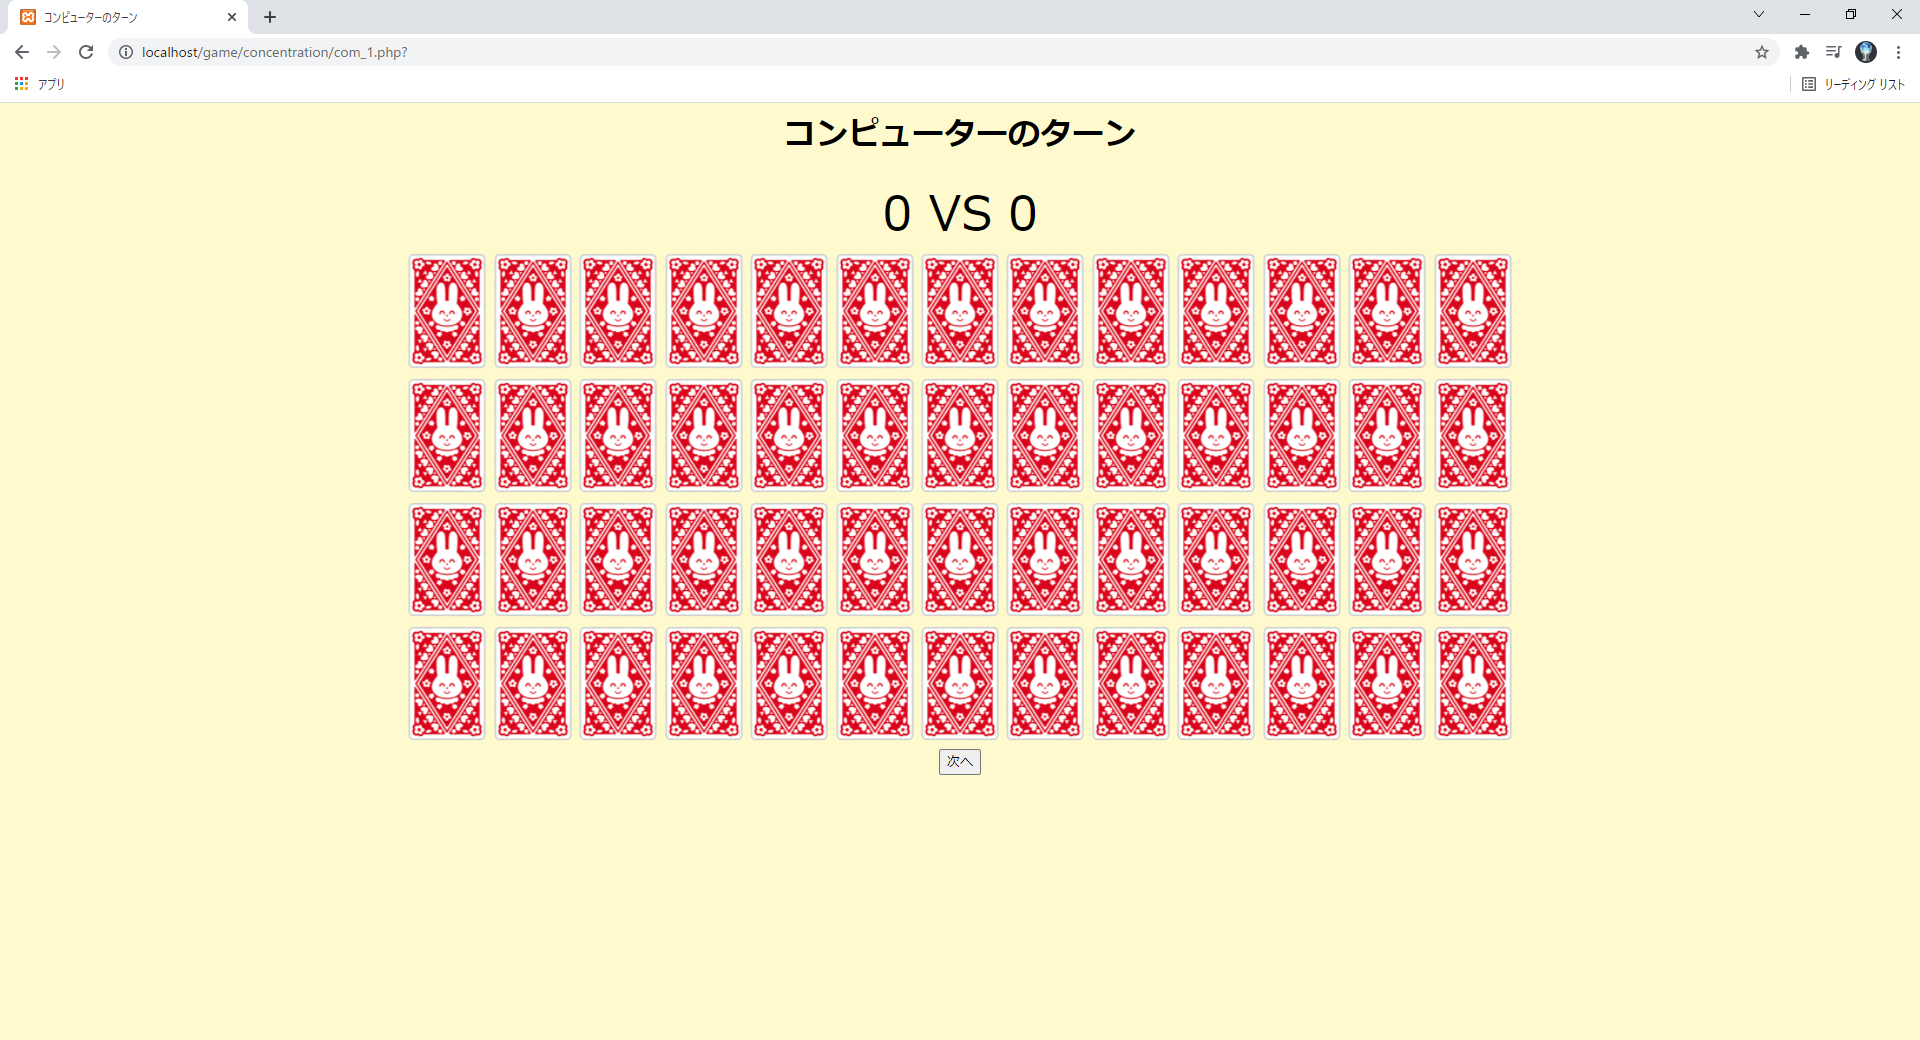 コンピューターのターン
localhost/game/concentration/com_1.php?
アプリ
リーディング リスト
コンピューターのターン
0 VS 0
次へ